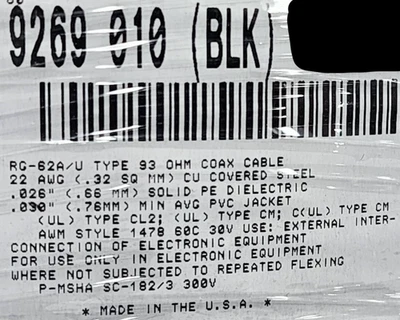 9269 010 (BLK)
RG-62A/U TYPE 93 OHM COAX CABLE
22 AWG (.32 SQ MM) CU COVERED STEEL
.026" (.66 MM) SOLID PE DIELECTRIC
.030" (.76MM) MIN AVG PVC JACKET
(UL) TYPE CL2; (UL) TYPE CM; C(UL) TYPE CM
AWM STYLE 1478 60C 30V USE: EXTERNAL INTER-
CONNECTION OF ELECTRONIC EQUIPMENT
FOR USE ONLY IN ELECTRONIC EQUIPMENT
WHERE NOT SUBJECTED TO REPEATED FLEXING
P-MSHA SC-182/3 300V
* MADE IN THE U.S.A. *